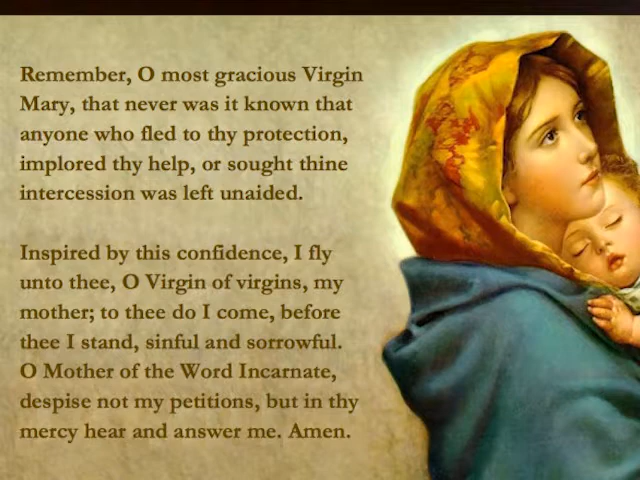 Remember, O most gracious Virgin
Mary, that never was it known that
anyone who fled to thy protection,
implored thy help, or sought thine
intercession was left unaided.
Inspired by this confidence, I fly
unto thee, O Virgin of virgins, my
mother; to thee do I come, before
thee I stand, sinful and sorrowful.
O Mother of the Word Incarnate,
despise not my petitions, but in thy
mercy hear and answer me. Amen.